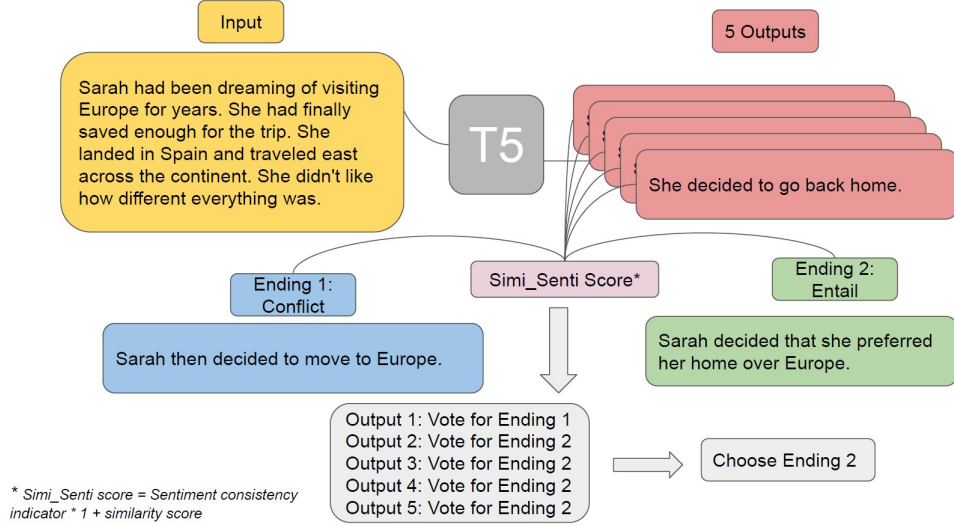 Input
5 Outputs
Sarah had been dreaming of visiting
Europe for years. She had finally
saved enough for the trip. She
landed in Spain and traveled east
across the continent. She didn't like
how different everything was.
T5
She decided to go back home.
Ending 1:
Conflict
Simi_Senti Score*
Ending 2:
Entail
Sarah then decided to move to Europe.
Sarah decided that she preferred
her home over Europe.
Output 1: Vote for Ending 1
Output 2: Vote for Ending 2
Output 3: Vote for Ending 2
Output 4: Vote for Ending 2
Output 5: Vote for Ending 2
Choose Ending 2
* Simi_Senti score = Sentiment consistency
indicator * 1 + similarity score